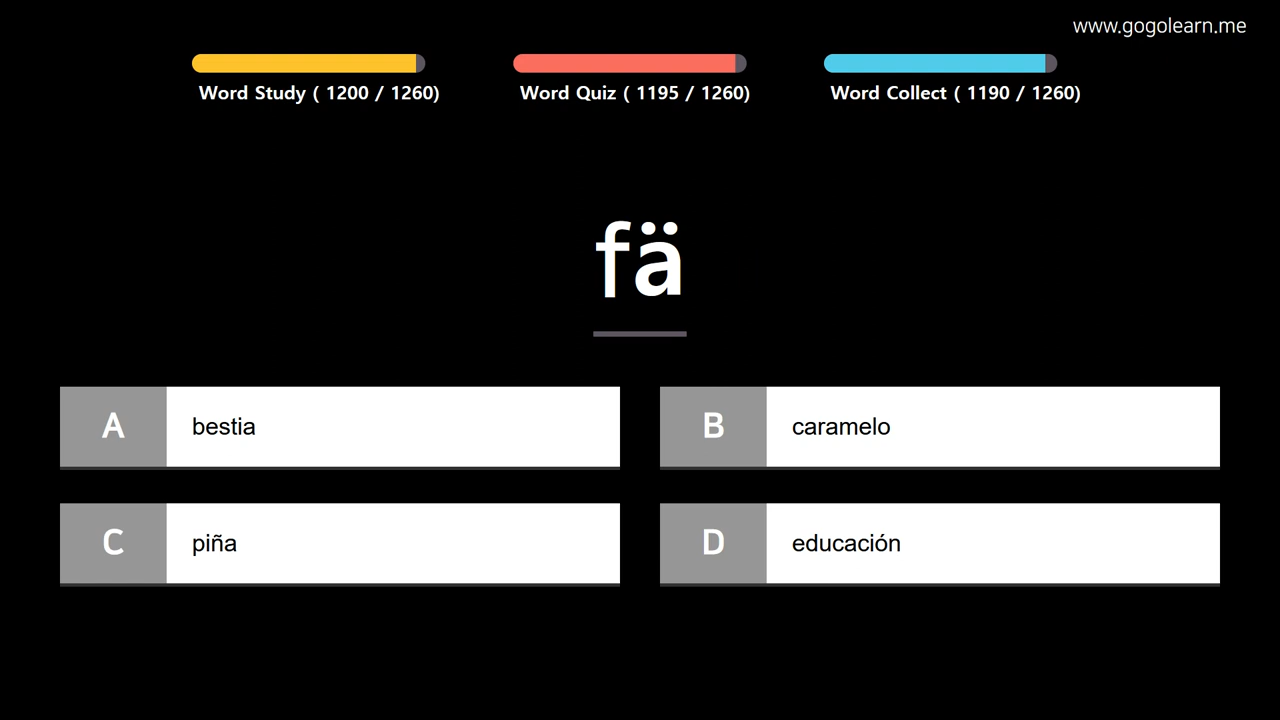 www.gogolearn.me
Word Study ( 1200 / 1260)
Word Quiz ( 1195 / 1260)
Word Collect ( 1190 / 1260)
fä
A bestia
B caramelo
C piña
D educación